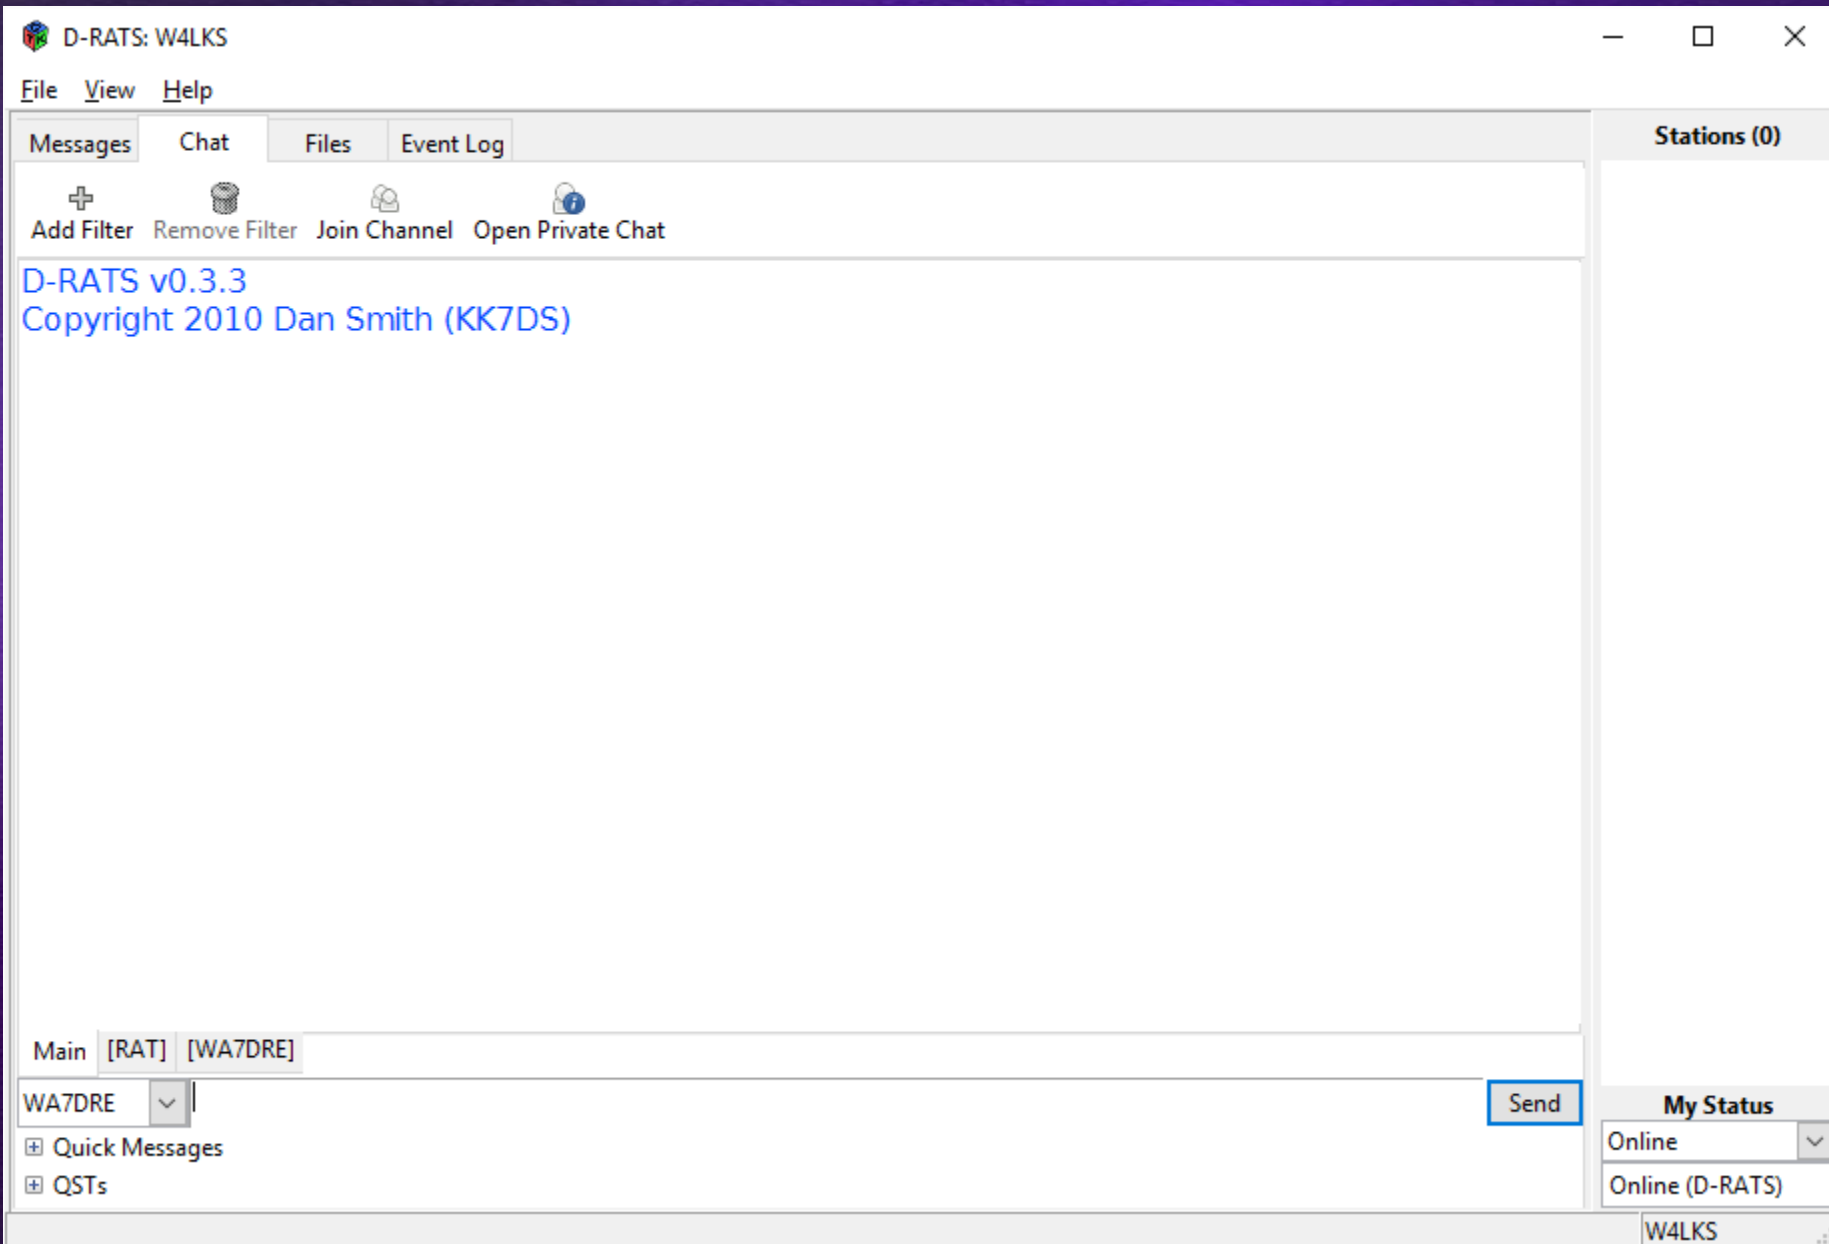 D-RATS: W4LKS
File View Help
Messages Chat Files Event Log
Stations (0)
Add Filter Remove Filter Join Channel Open Private Chat
D-RATS v0.3.3
Copyright 2010 Dan Smith (KK7DS)
Main [RAT] [WA7DRE]
WA7DRE Send
Quick Messages
QSTs
My Status
Online
Online (D-RATS)
W4LKS